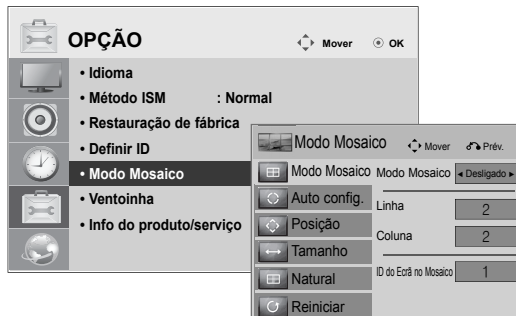 OPÇÃO
Mover OK
• Idioma
• Método ISM : Normal
• Restauração de fábrica
• Definir ID
• Modo Mosaico
• Ventoinha
• Info do produto/serviço
Modo Mosaico Mover Prév.
Modo Mosaico Modo Mosaico ◄ Desligado ►
Auto config.
Linha 2
Posição
Coluna 2
Tamanho
ID do Ecrã no Mosaico 1
Natural
Reiniciar